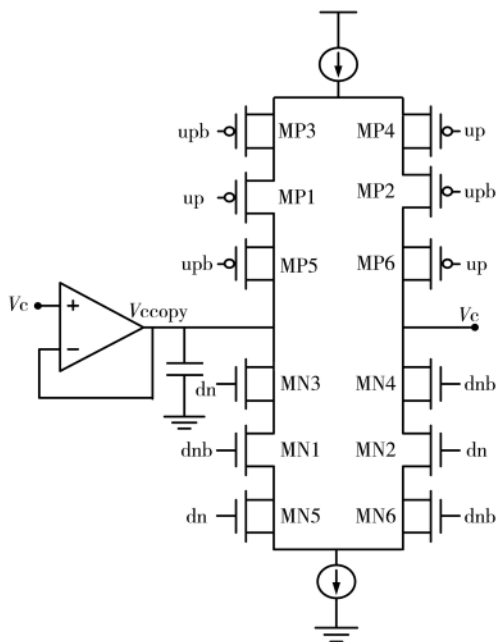 upb MP3 MP4 up
up MP1 MP2 upb
upb MP5 MP6 up
Vc + Vccopy Vc
−
dn MN3 MN4 dnb
dnb MN1 MN2 dn
dn MN5 MN6 dnb